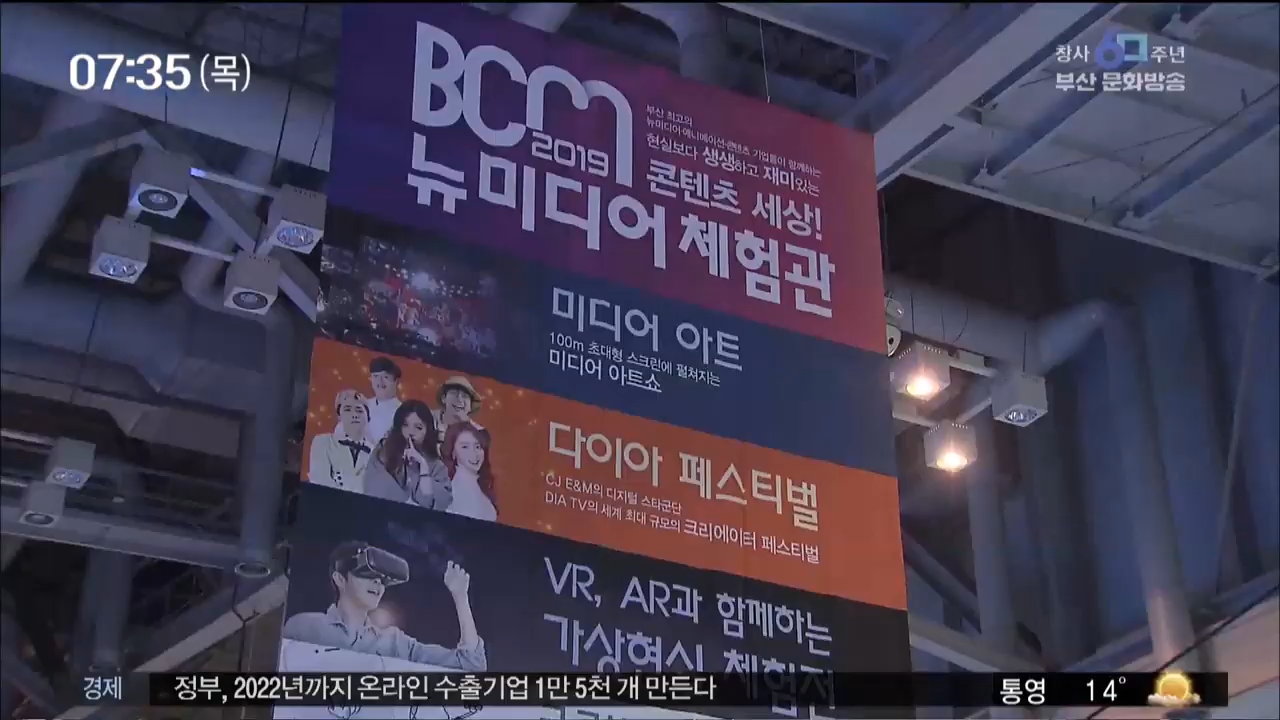 07:35 (목)
창사 60 주년
부산 문화방송
BCM
2019
부산 최고의
뉴미디어·애니메이션·콘텐츠 기업들이 함께하는
현실보다 생생하고 재미있는
콘텐츠 세상!
뉴미디어 체험관
미디어 아트
100m 초대형 스크린에 펼쳐지는
미디어 아트쇼
다이아 페스티벌
CJ E&M의 디지털 스타군단
DIA TV의 세계 최대 규모의 크리에이터 페스티벌
VR, AR과 함께하는
가상현실 체험전
경제 정부, 2022년까지 온라인 수출기업 1만 5천 개 만든다
통영 14°